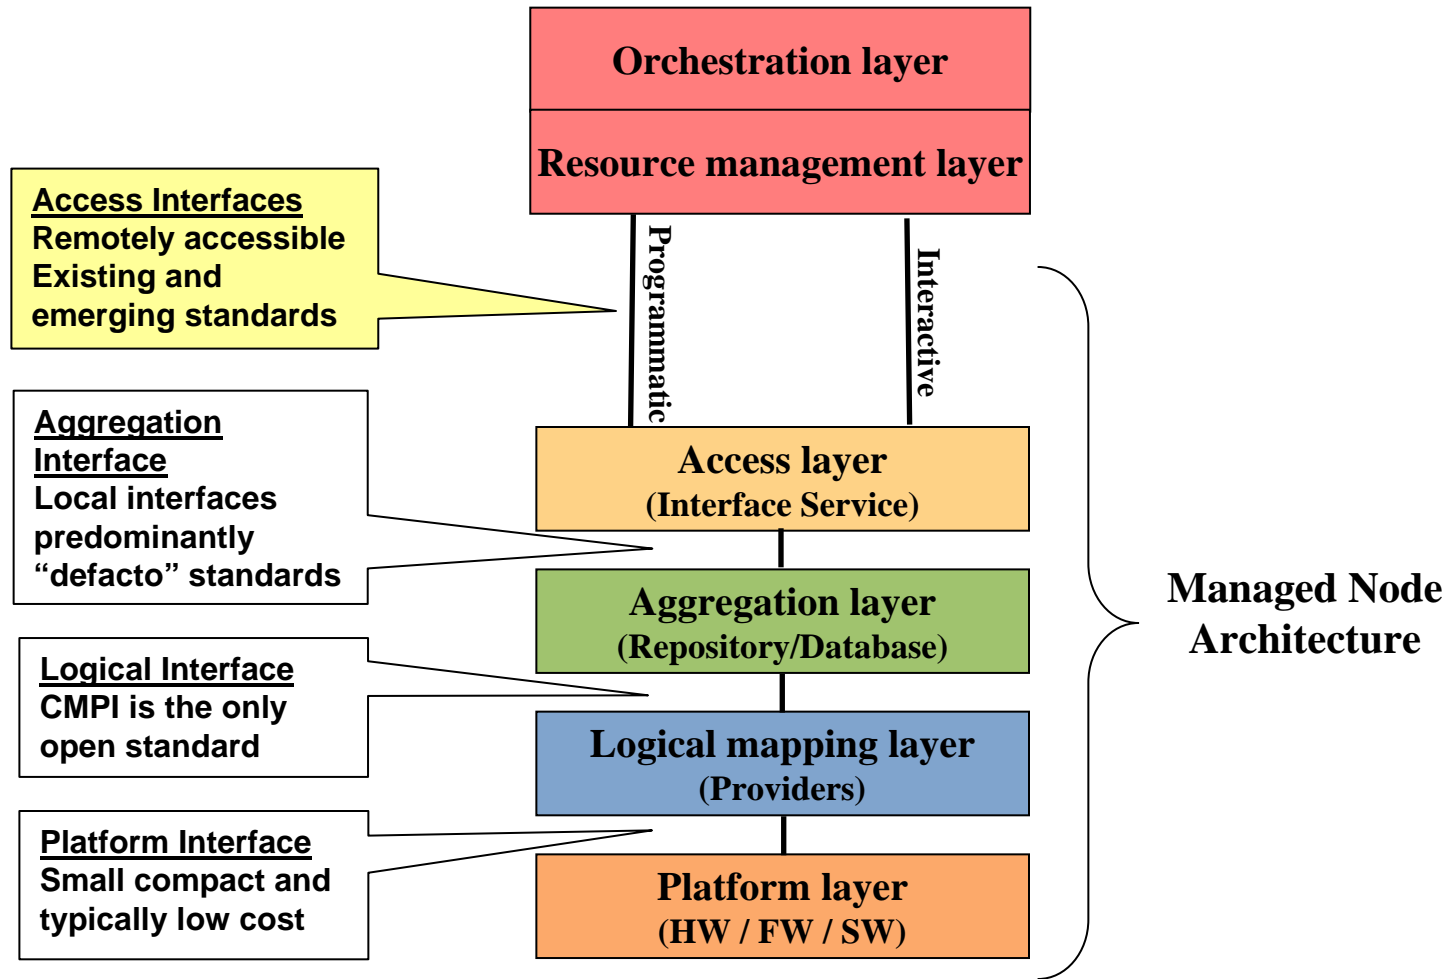 Orchestration layer
Resource management layer
Access Interfaces
Remotely accessible
Existing and
emerging standards
Programmatic
Interactive
Aggregation
Interface
Local interfaces
predominantly
“defacto” standards
Access layer
(Interface Service)
Aggregation layer
(Repository/Database)
Managed Node
Architecture
Logical Interface
CMPI is the only
open standard
Logical mapping layer
(Providers)
Platform Interface
Small compact and
typically low cost
Platform layer
(HW / FW / SW)